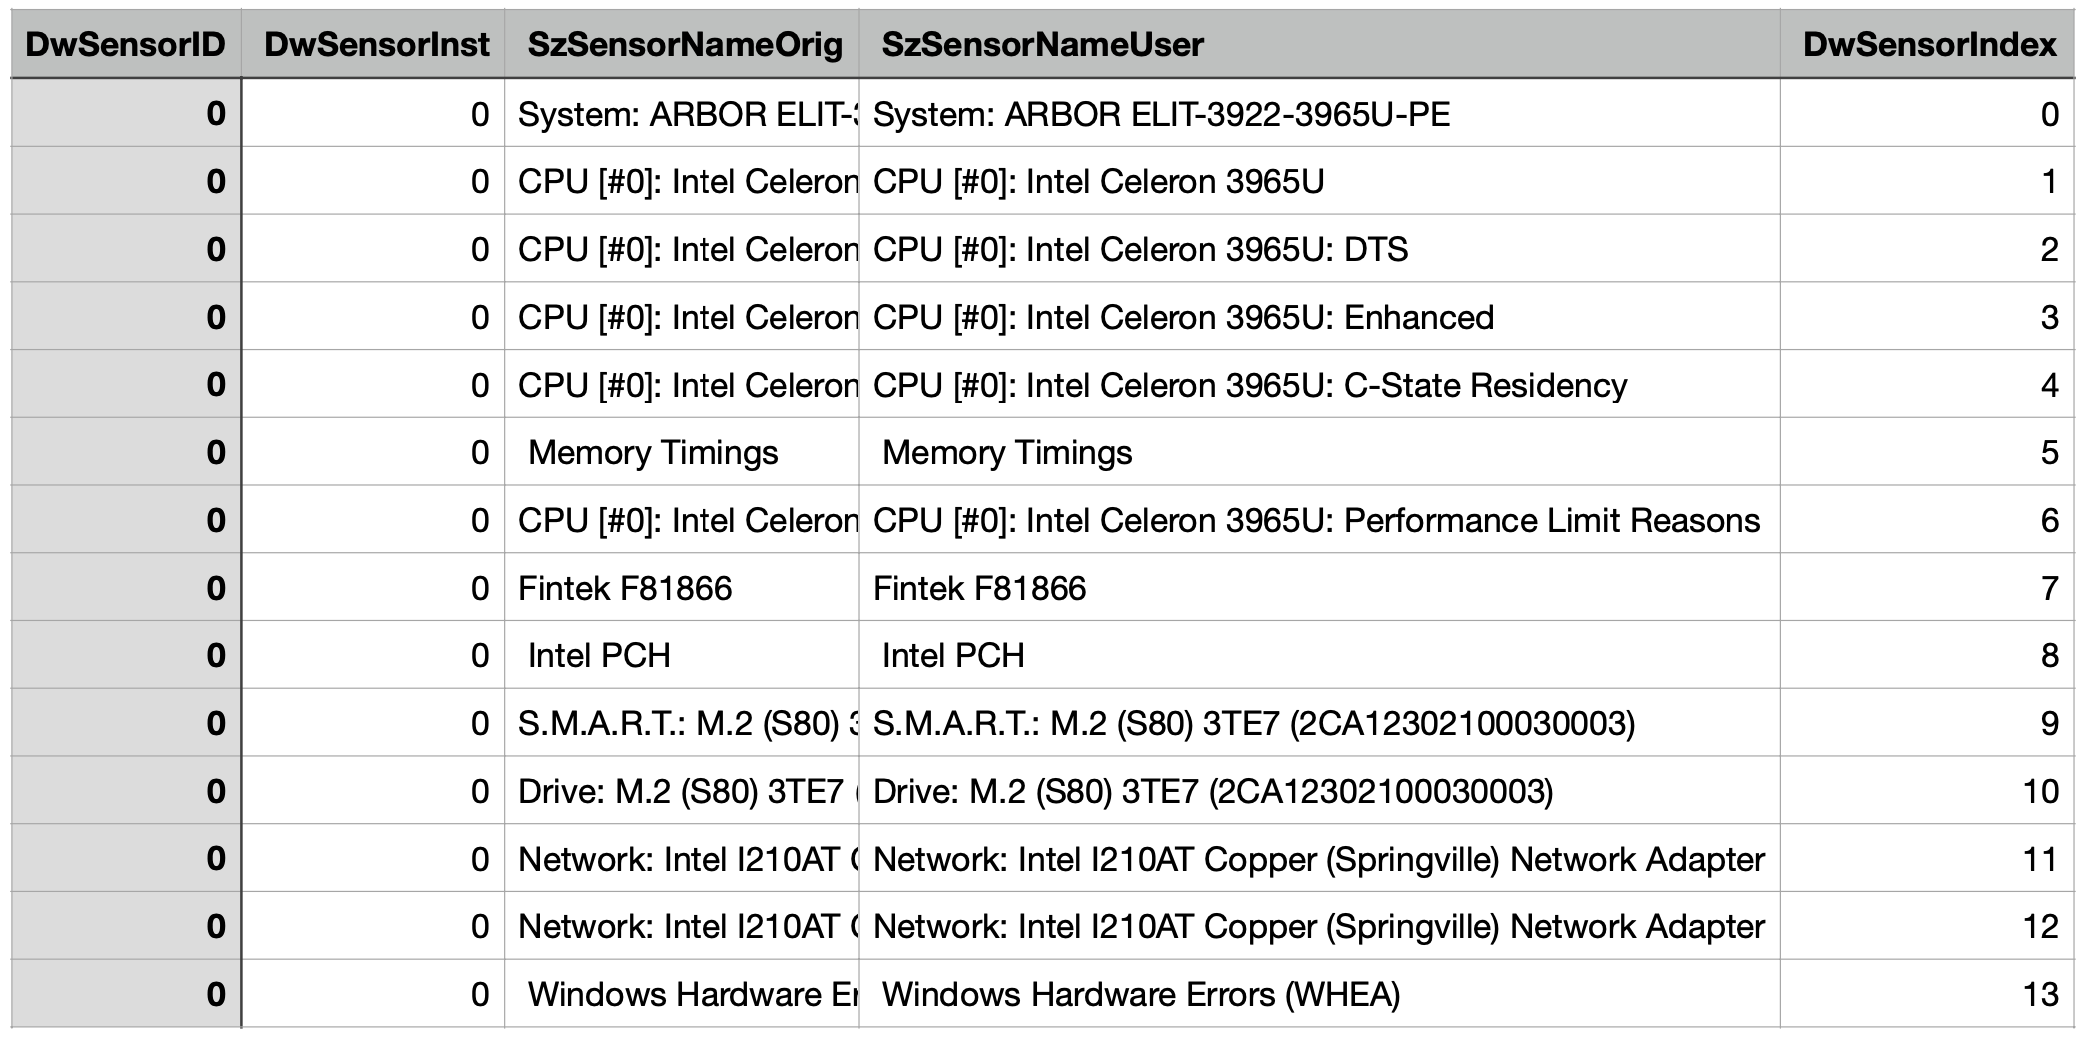 DwSensorID DwSensorInst SzSensorNameOrig SzSensorNameUser DwSensorIndex
0 0 System: ARBOR ELIT- System: ARBOR ELIT-3922-3965U-PE 0
0 0 CPU [#0]: Intel Celeron CPU [#0]: Intel Celeron 3965U 1
0 0 CPU [#0]: Intel Celeron CPU [#0]: Intel Celeron 3965U: DTS 2
0 0 CPU [#0]: Intel Celeron CPU [#0]: Intel Celeron 3965U: Enhanced 3
0 0 CPU [#0]: Intel Celeron CPU [#0]: Intel Celeron 3965U: C-State Residency 4
0 0 Memory Timings Memory Timings 5
0 0 CPU [#0]: Intel Celeron CPU [#0]: Intel Celeron 3965U: Performance Limit Reasons 6
0 0 Fintek F81866 Fintek F81866 7
0 0 Intel PCH Intel PCH 8
0 0 S.M.A.R.T.: M.2 (S80) S.M.A.R.T.: M.2 (S80) 3TE7 (2CA12302100030003) 9
0 0 Drive: M.2 (S80) 3TE7 Drive: M.2 (S80) 3TE7 (2CA12302100030003) 10
0 0 Network: Intel I210AT Network: Intel I210AT Copper (Springville) Network Adapter 11
0 0 Network: Intel I210AT Network: Intel I210AT Copper (Springville) Network Adapter 12
0 0 Windows Hardware Er Windows Hardware Errors (WHEA) 13